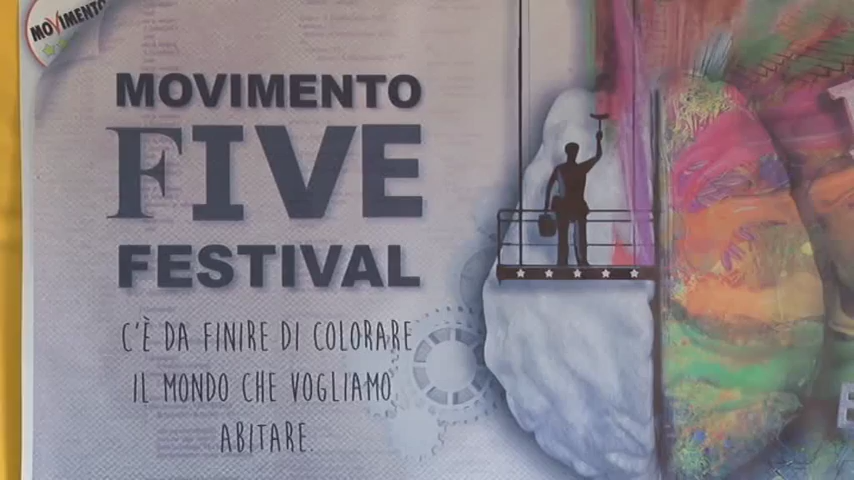 MOVIMENTO
MOVIMENTO
FIVE
FESTIVAL
C'È DA FINIRE DI COLORARE
IL MONDO CHE VOGLIAMO
ABITARE.